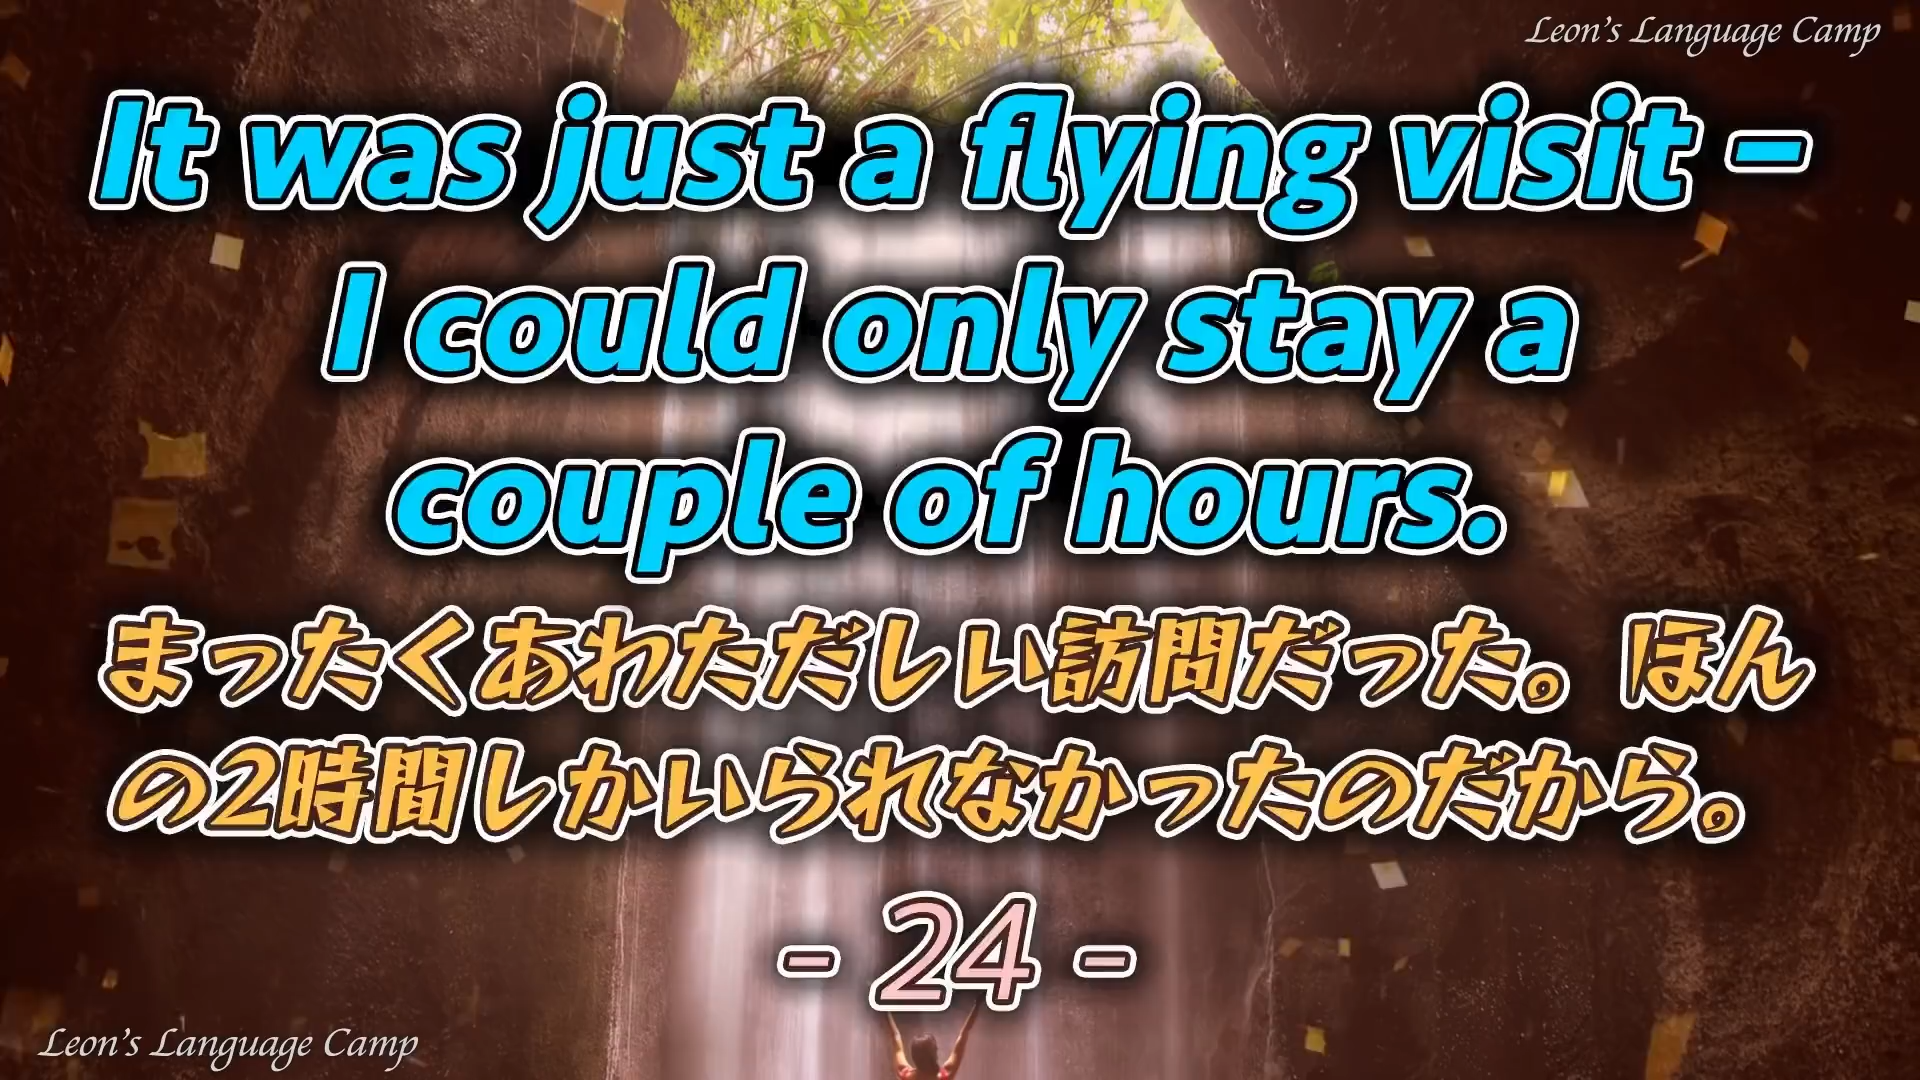 Leon's Language Camp
It was just a flying visit –
I could only stay a
couple of hours.
まったくあわただしい訪問だった。ほん
の2時間しかいられなかったのだから。
- 24 -
Leon's Language Camp